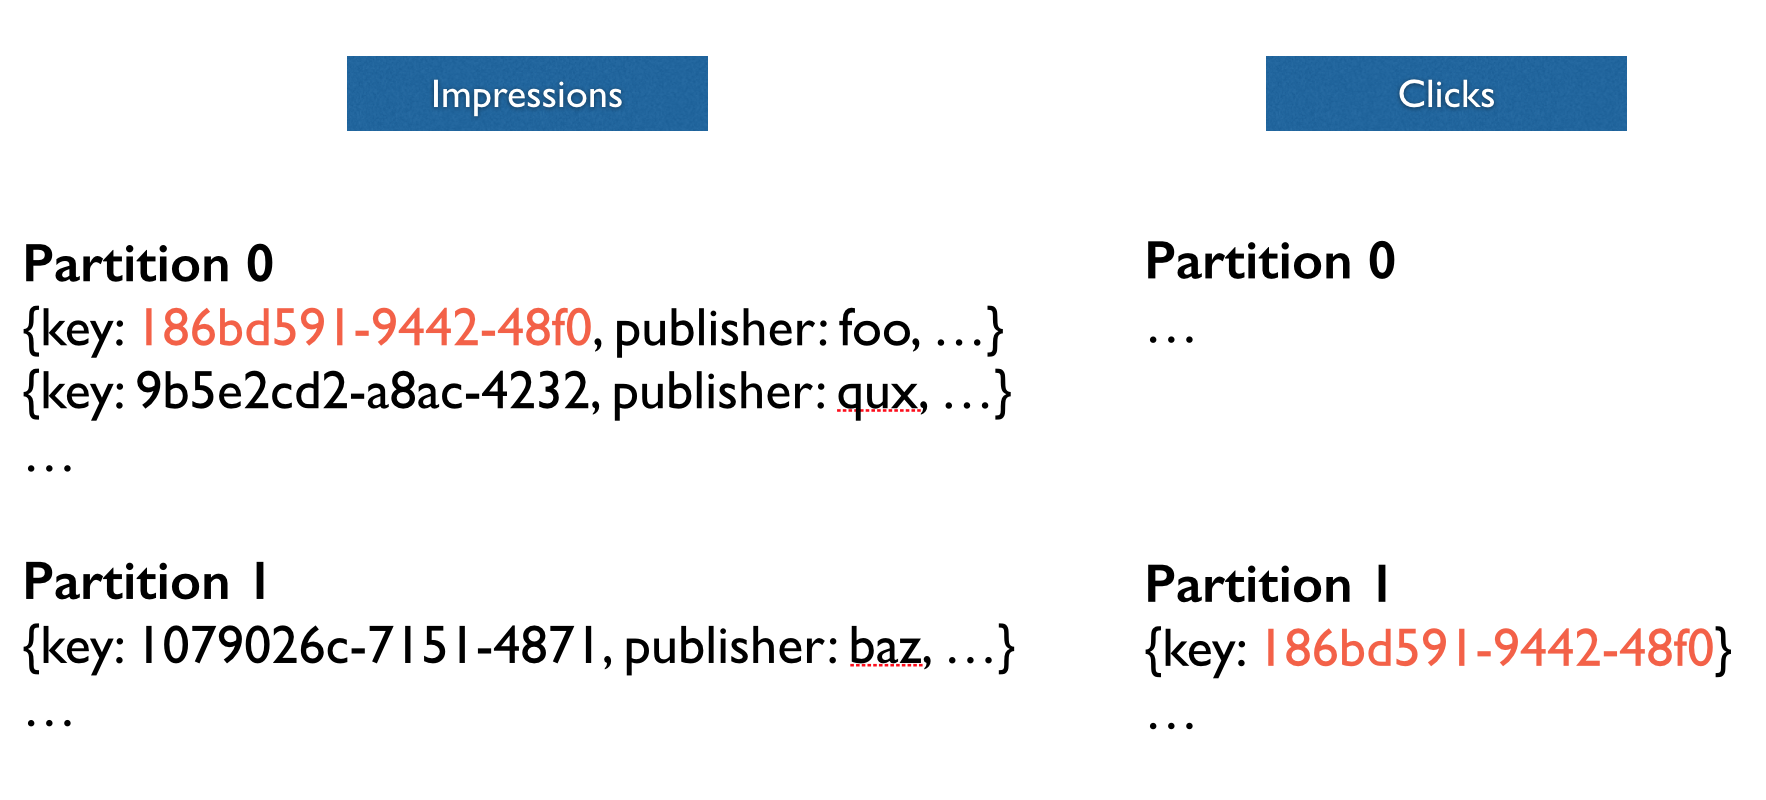 Impressions
Clicks
Partition 0
{key: 186bd591-9442-48f0, publisher: foo, …}
{key: 9b5e2cd2-a8ac-4232, publisher: qux, …}
…
Partition 1
{key: 1079026c-7151-4871, publisher: baz, …}
…
Partition 0
…
Partition 1
{key: 186bd591-9442-48f0}
…